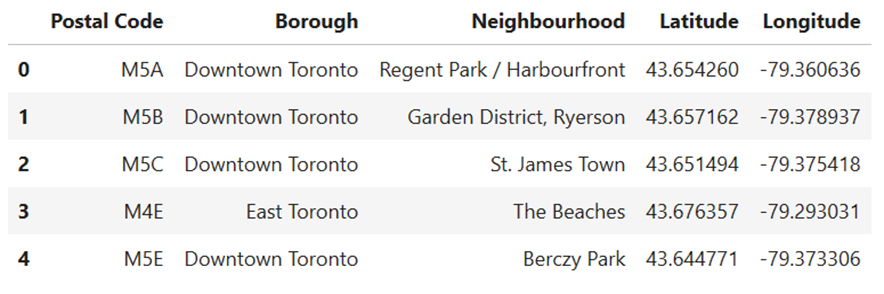 Postal Code Borough Neighbourhood Latitude Longitude
0 M5A Downtown Toronto Regent Park / Harbourfront 43.654260 -79.360636
1 M5B Downtown Toronto Garden District, Ryerson 43.657162 -79.378937
2 M5C Downtown Toronto St. James Town 43.651494 -79.375418
3 M4E East Toronto The Beaches 43.676357 -79.293031
4 M5E Downtown Toronto Berczy Park 43.644771 -79.373306